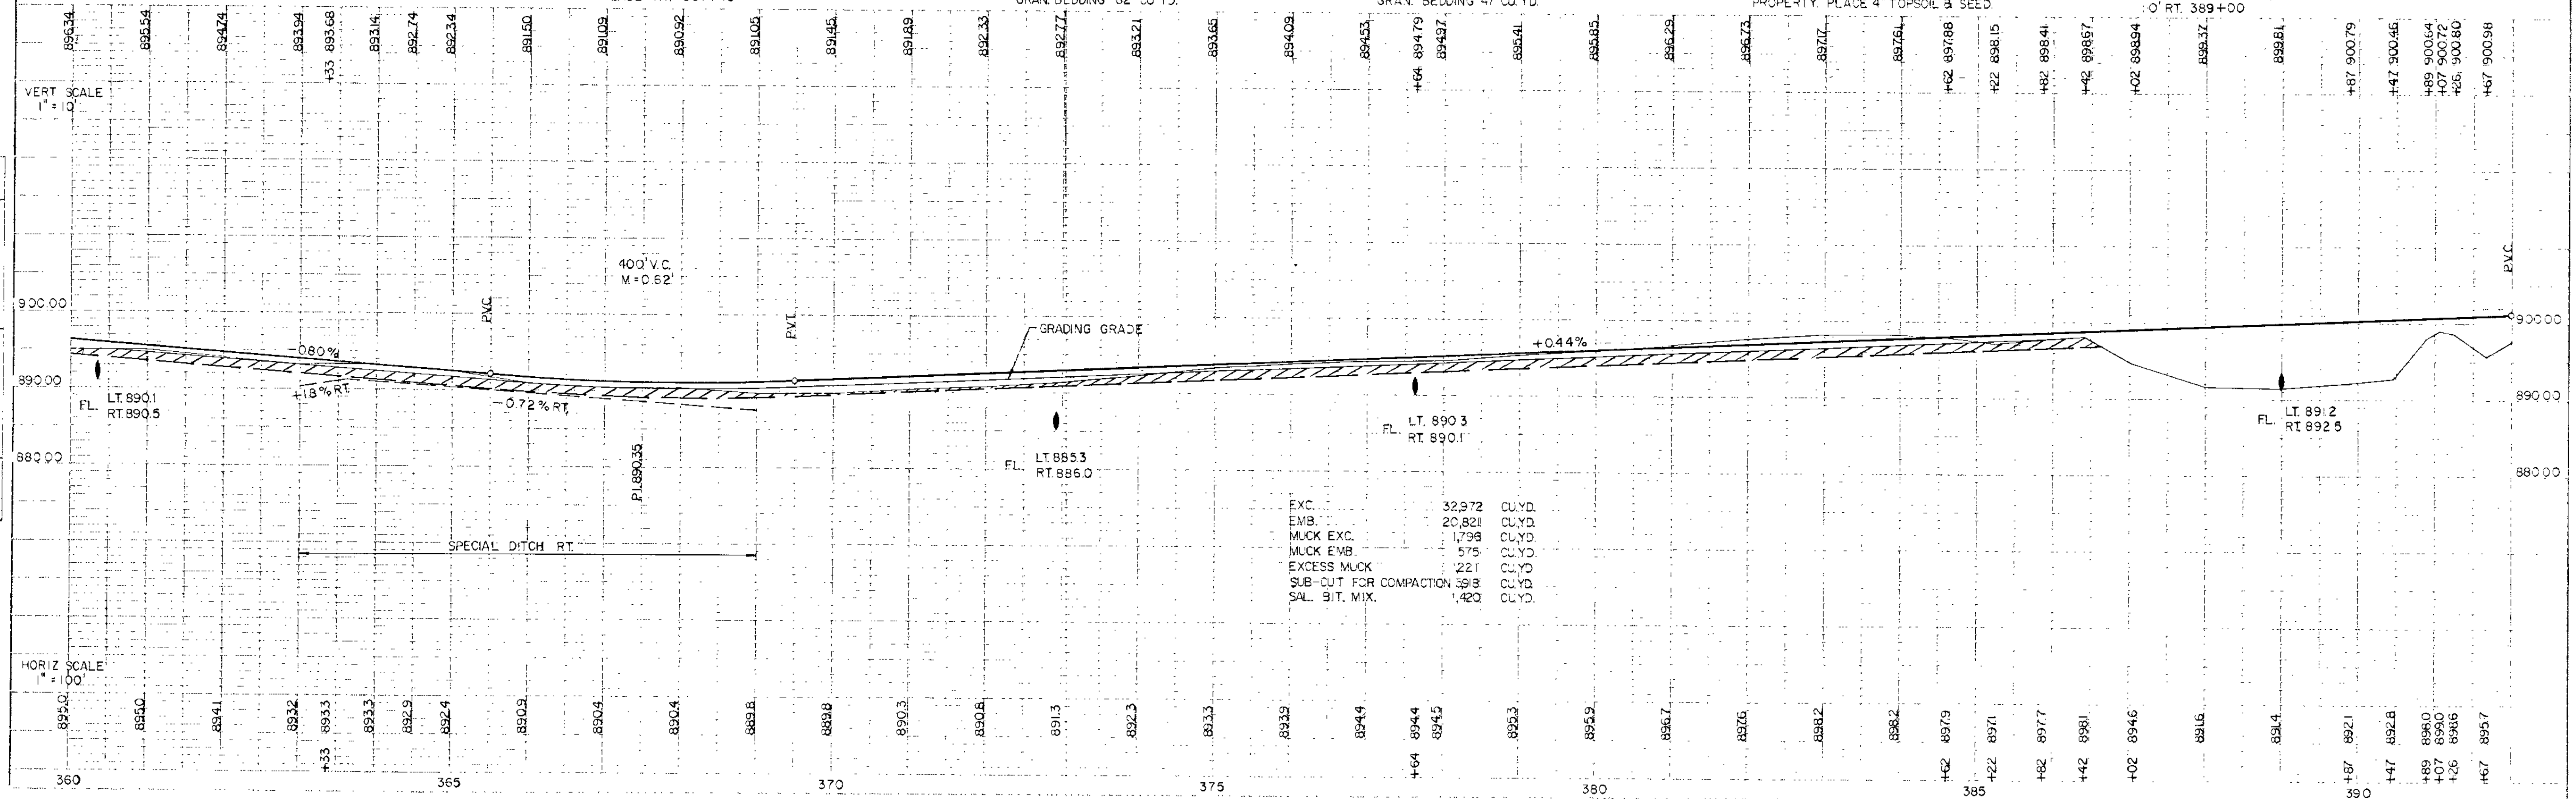 GRAN. BEDDING 62 CU YD.
GRAN. BEDDING 47 CU. YD.
PROPERTY. PLACE 4" TOPSOIL & SEED.
0' RT. 389+00
896.34 895.54 894.74 893.94 +33 893.68 893.14 892.74 892.34 891.50 891.09 890.92 891.05 891.45 891.89 892.33 892.77 893.21 893.65 894.09 894.53 +64 894.79 894.97 895.41 895.85 896.29 896.73 897.17 897.61 +62 897.88 +22 898.15 +82 898.41 +42 898.67 +02 898.94 899.37 899.81 +87 900.79 +47 900.46 +89 900.64 +07 900.72 +26 900.80 +67 900.98
VERT SCALE
1" = 10'
400' V.C.
M = 0.62'
P.V.C.
P.V.T.
P.V.C.
900.00
900.00
GRADING GRADE
-0.80%
+0.44%
890.00
890.00
+1.8% RT.
-0.72% RT.
FL. LT. 890.1
RT. 890.5
P.I. 890.35
FL. LT. 885.3
RT. 886.0
FL. LT. 890.3
RT. 890.1
FL. LT. 891.2
RT. 892.5
880.00
880.00
SPECIAL DITCH RT.
EXC. 32,972 CU.YD.
EMB. 20,821 CU.YD.
MUCK EXC. 1,796 CU.YD.
MUCK EMB. 575 CU.YD.
EXCESS MUCK 1,221 CU.YD.
SUB-CUT FOR COMPACTION CU.YD.
SAL. BIT. MIX. 1,420 CU.YD.
HORIZ SCALE
1" = 100'
895.0 895.0 894.1 893.2 +33 893.3 893.3 892.9 892.4 890.9 890.4 890.4 889.8 889.8 890.3 890.8 891.3 892.3 893.3 893.9 894.4 +64 894.4 894.5 895.3 895.9 896.7 897.6 898.2 898.2 +62 897.9 +22 897.1 +82 897.7 +42 898.1 +02 894.6 891.6 891.4 +87 892.1 +47 892.8 +89 898.0 +07 899.0 +26 898.6 +67 895.7
360 365 370 375 380 385 390